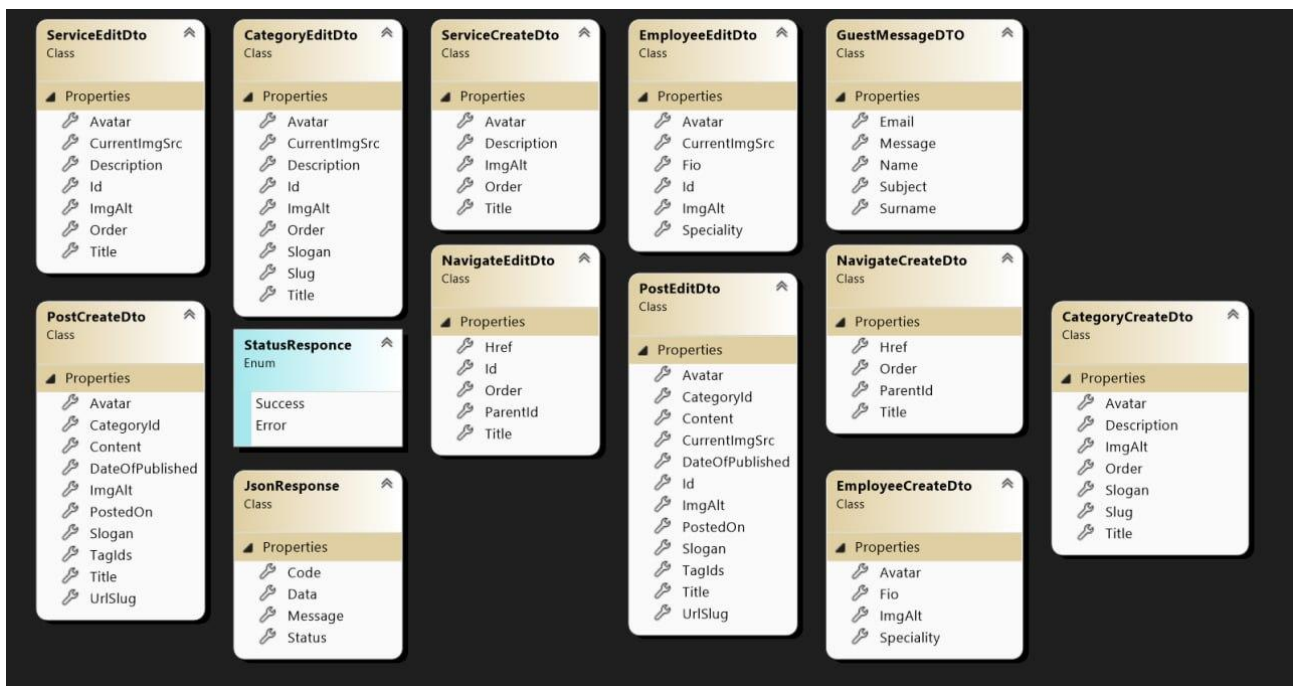 ServiceEditDto
Class
Properties
Avatar
CurrentImgSrc
Description
Id
ImgAlt
Order
Title
CategoryEditDto
Class
Properties
Avatar
CurrentImgSrc
Description
Id
ImgAlt
Order
Slogan
Slug
Title
ServiceCreateDto
Class
Properties
Avatar
Description
ImgAlt
Order
Title
EmployeeEditDto
Class
Properties
Avatar
CurrentImgSrc
Fio
Id
ImgAlt
Speciality
GuestMessageDTO
Class
Properties
Email
Message
Name
Subject
Surname
PostCreateDto
Class
Properties
Avatar
CategoryId
Content
DateOfPublished
ImgAlt
PostedOn
Slogan
TagIds
Title
UrlSlug
StatusResponce
Enum
Success
Error
JsonResponse
Class
Properties
Code
Data
Message
Status
NavigateEditDto
Class
Properties
Href
Id
Order
ParentId
Title
PostEditDto
Class
Properties
Avatar
CategoryId
Content
CurrentImgSrc
DateOfPublished
Id
ImgAlt
PostedOn
Slogan
TagIds
Title
UrlSlug
NavigateCreateDto
Class
Properties
Href
Order
ParentId
Title
EmployeeCreateDto
Class
Properties
Avatar
Fio
ImgAlt
Speciality
CategoryCreateDto
Class
Properties
Avatar
Description
ImgAlt
Order
Slogan
Slug
Title